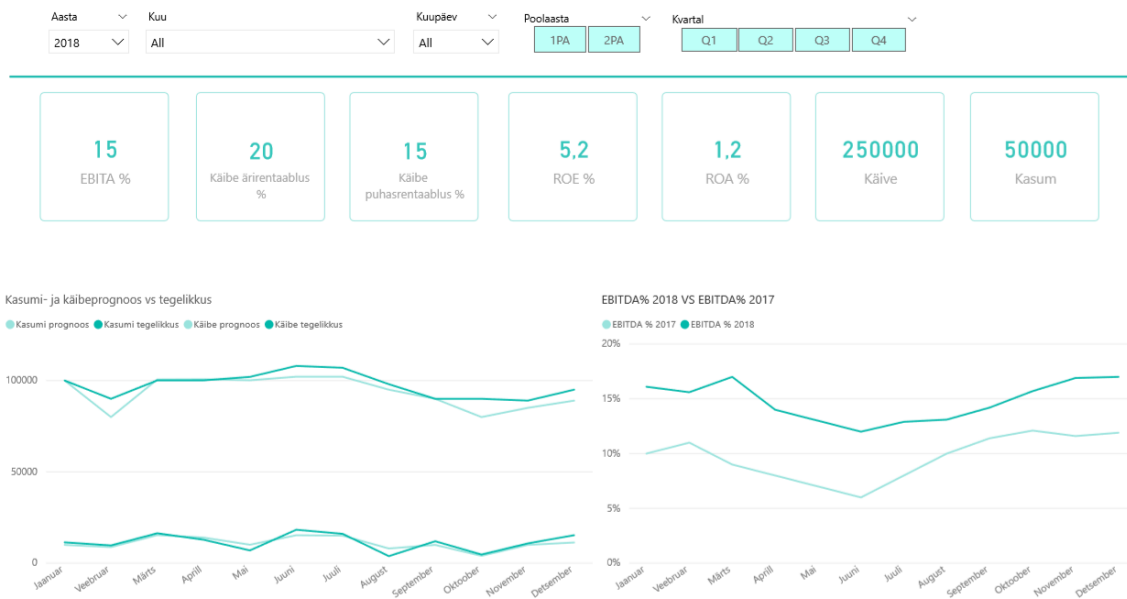 Aasta
Kuu
Kuupäev
Poolaasta
Kvartal
2018
All
All
1PA
2PA
Q1
Q2
Q3
Q4
15
EBITA %
20
Käibe ärirentaablus
%
15
Käibe
puhasrentaablus %
5,2
ROE %
1,2
ROA %
250000
Käive
50000
Kasum
Kasumi- ja käibeprognoos vs tegelikkus
Kasumi prognoos
Kasumi tegelikkus
Käibe prognoos
Käibe tegelikkus
100000
50000
0
Jaanuar
Veebruar
Märts
Aprill
Mai
Juuni
Juuli
August
September
Oktoober
November
Detsember
EBITDA% 2018 VS EBITDA% 2017
EBITDA % 2017
EBITDA % 2018
20%
15%
10%
5%
0%
Jaanuar
Veebruar
Märts
Aprill
Mai
Juuni
Juuli
August
September
Oktoober
November
Detsember